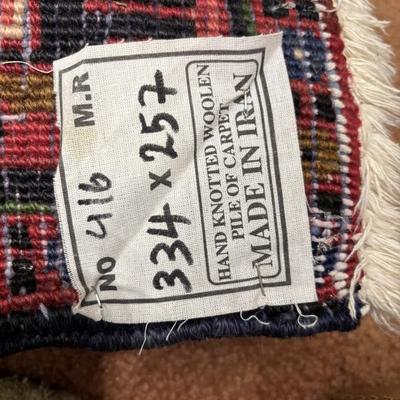 NO 416 M.R
334 x 257
HAND KNOTTED WOOLEN
PILE OF CARPET
MADE IN IRAN